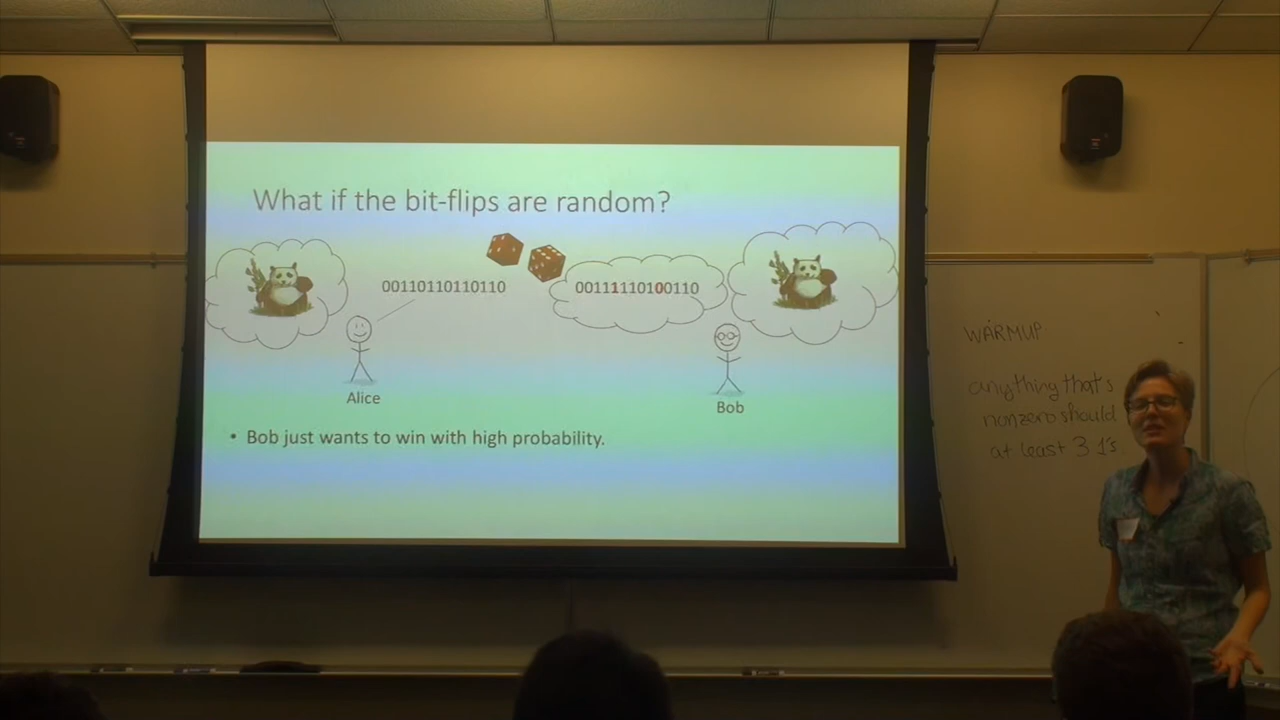 What if the bit-flips are random?
00110110110110
00111110100110
Alice
Bob
• Bob just wants to win with high probability.
WARMUP
anything that's
nonzero should
at least 3 1's